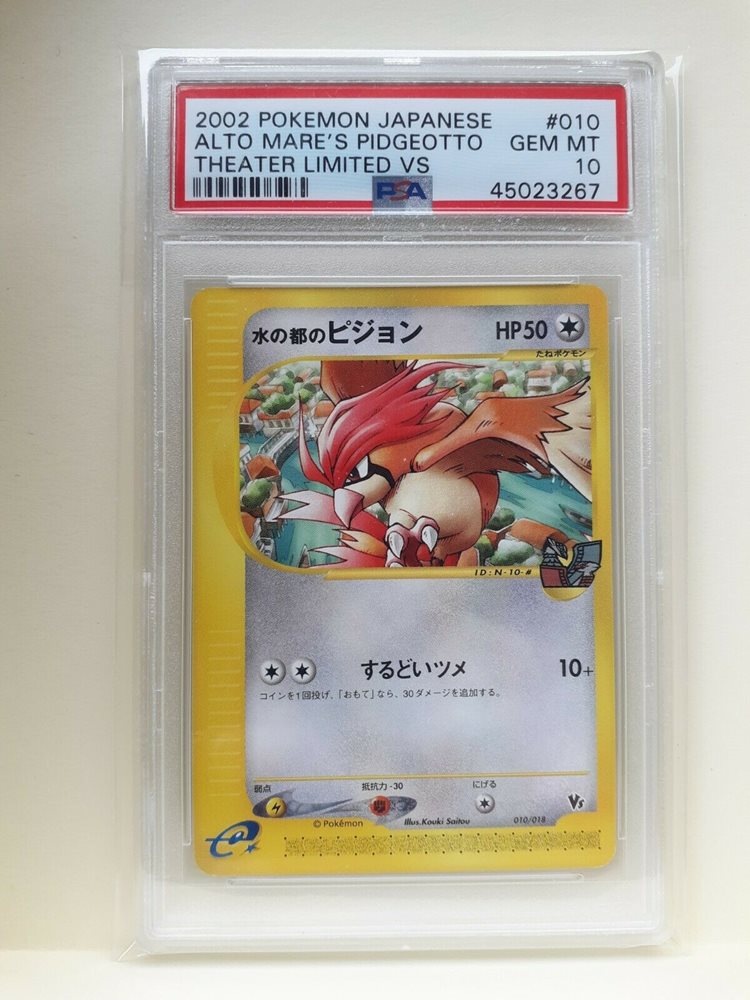 2002 POKEMON JAPANESE #010
ALTO MARE'S PIDGEOTTO GEM MT
THEATER LIMITED VS 10
PSA 45023267
水の都のピジョン HP50
たねポケモン
ID:N-10-#
するどいツメ 10+
コインを1回投げ、「おもて」なら、30ダメージを追加する。
弱点 抵抗力-30 にげる
© Pokémon Illus.Kouki Saitou 010/018 Vs
e